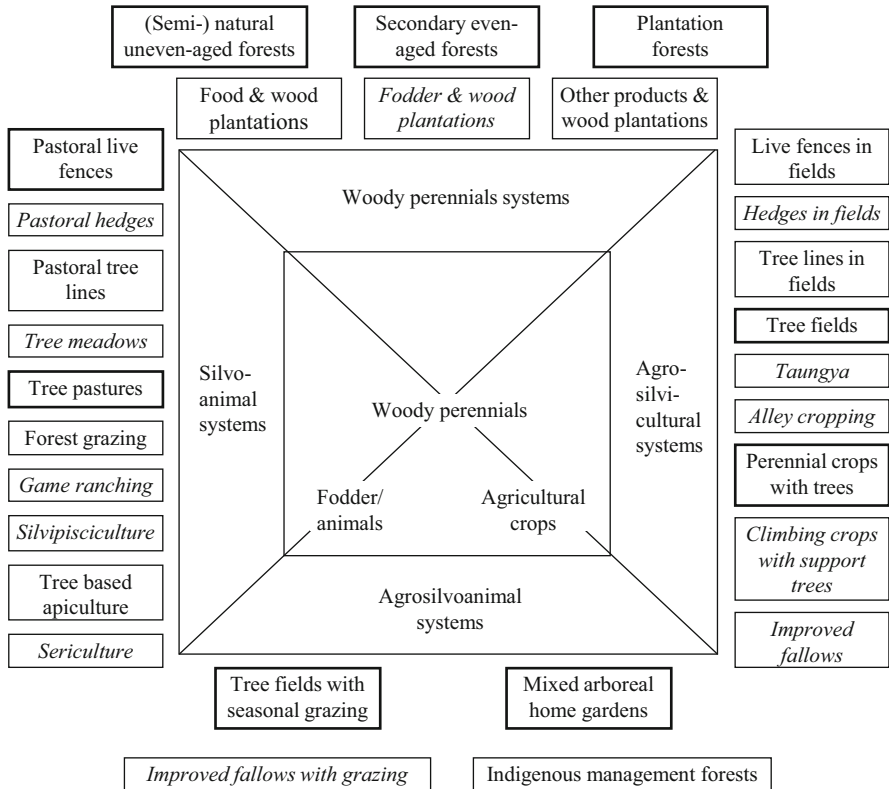 (Semi-) natural
uneven-aged forests
Secondary even-
aged forests
Plantation
forests
Food & wood
plantations
Fodder & wood
plantations
Other products &
wood plantations
Pastoral live
fences
Pastoral hedges
Pastoral tree
lines
Tree meadows
Tree pastures
Forest grazing
Game ranching
Silvipisciculture
Tree based
apiculture
Sericulture
Woody perennials systems
Silvo-
animal
systems
Woody perennials
Fodder/
animals
Agricultural
crops
Agro-
silvi-
cultural
systems
Agrosilvoanimal
systems
Live fences in
fields
Hedges in fields
Tree lines in
fields
Tree fields
Taungya
Alley cropping
Perennial crops
with trees
Climbing crops
with support
trees
Improved
fallows
Tree fields with
seasonal grazing
Mixed arboreal
home gardens
Improved fallows with grazing
Indigenous management forests